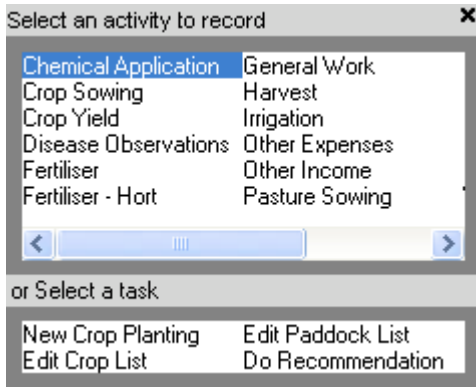 Select an activity to record
Chemical Application General Work
Crop Sowing Harvest
Crop Yield Irrigation
Disease Observations Other Expenses
Fertiliser Other Income
Fertiliser - Hort Pasture Sowing
or Select a task
New Crop Planting Edit Paddock List
Edit Crop List Do Recommendation